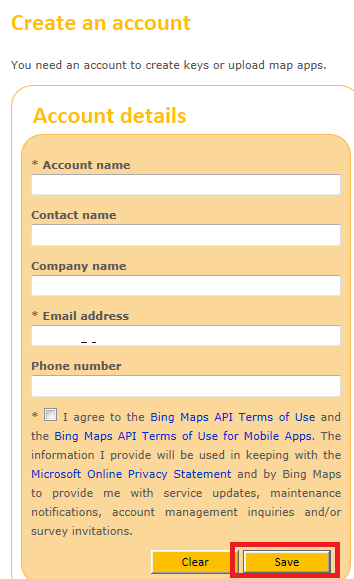 Create an account
You need an account to create keys or upload map apps.
Account details
* Account name
Contact name
Company name
* Email address
Phone number
* I agree to the Bing Maps API Terms of Use and
the Bing Maps API Terms of Use for Mobile Apps. The
information I provide will be used in keeping with the
Microsoft Online Privacy Statement and by Bing Maps
to provide me with service updates, maintenance
notifications, account management inquiries and/or
survey invitations.
Clear Save